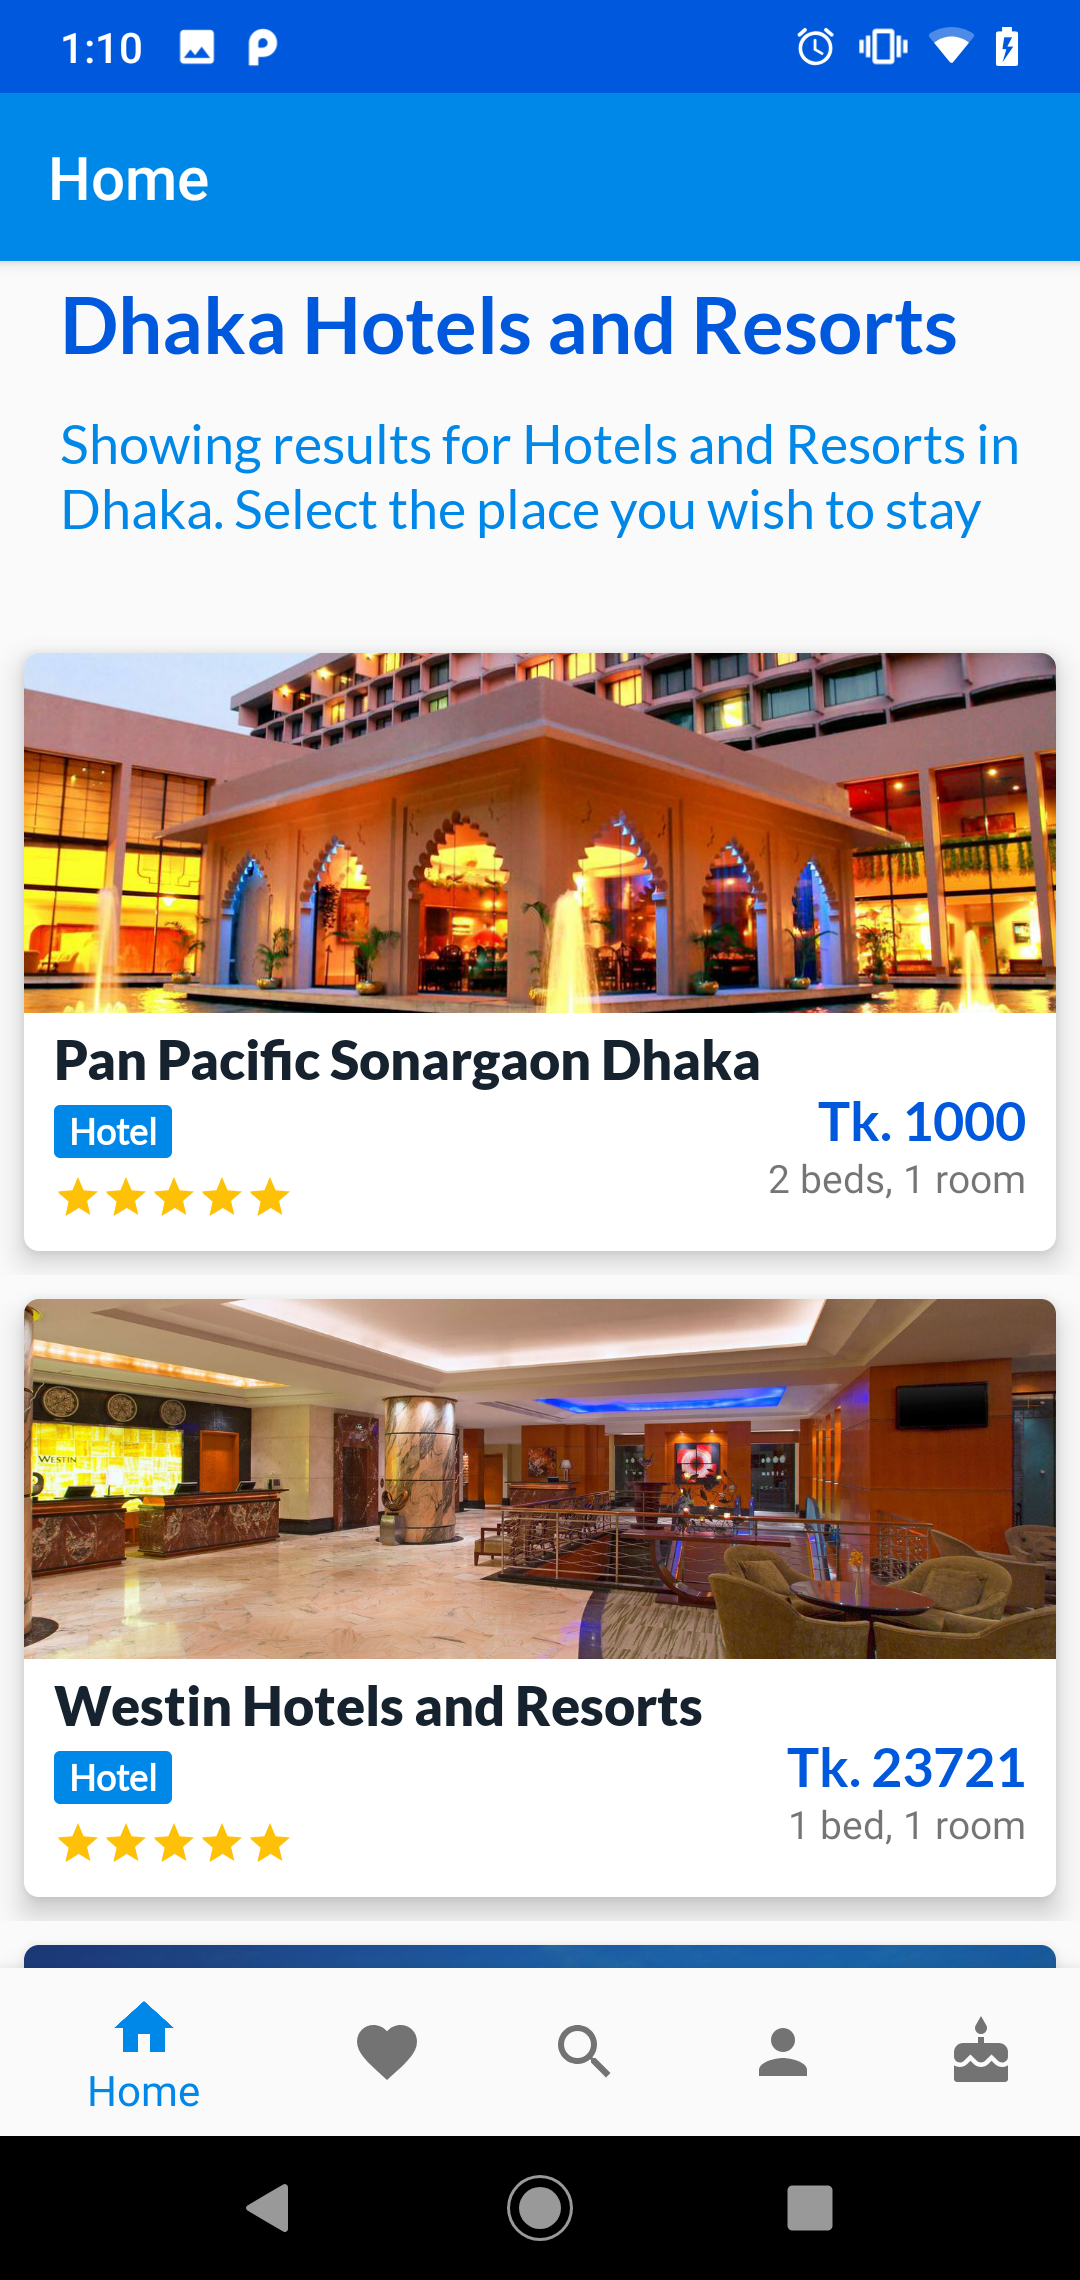 1:10
Home
Dhaka Hotels and Resorts
Showing results for Hotels and Resorts in
Dhaka. Select the place you wish to stay
Pan Pacific Sonargaon Dhaka
Hotel
Tk. 1000
2 beds, 1 room
WESTIN
Westin Hotels and Resorts
Hotel
Tk. 23721
1 bed, 1 room
Home